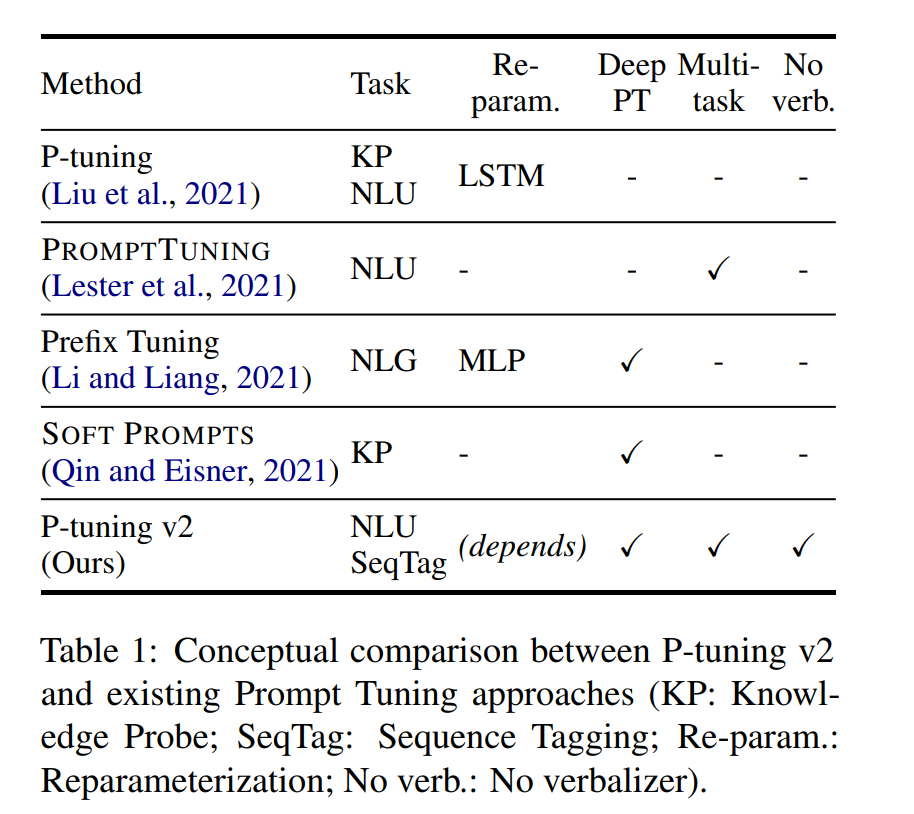 Method Task Re-param. Deep PT Multi-task No verb.
P-tuning (Liu et al., 2021) KP NLU LSTM - - -
PROMPTTUNING (Lester et al., 2021) NLU - - ✓ -
Prefix Tuning (Li and Liang, 2021) NLG MLP ✓ - -
SOFT PROMPTS (Qin and Eisner, 2021) KP - ✓ - -
P-tuning v2 (Ours) NLU SeqTag (depends) ✓ ✓ ✓
Table 1: Conceptual comparison between P-tuning v2
and existing Prompt Tuning approaches (KP: Knowl-
edge Probe; SeqTag: Sequence Tagging; Re-param.:
Reparameterization; No verb.: No verbalizer).